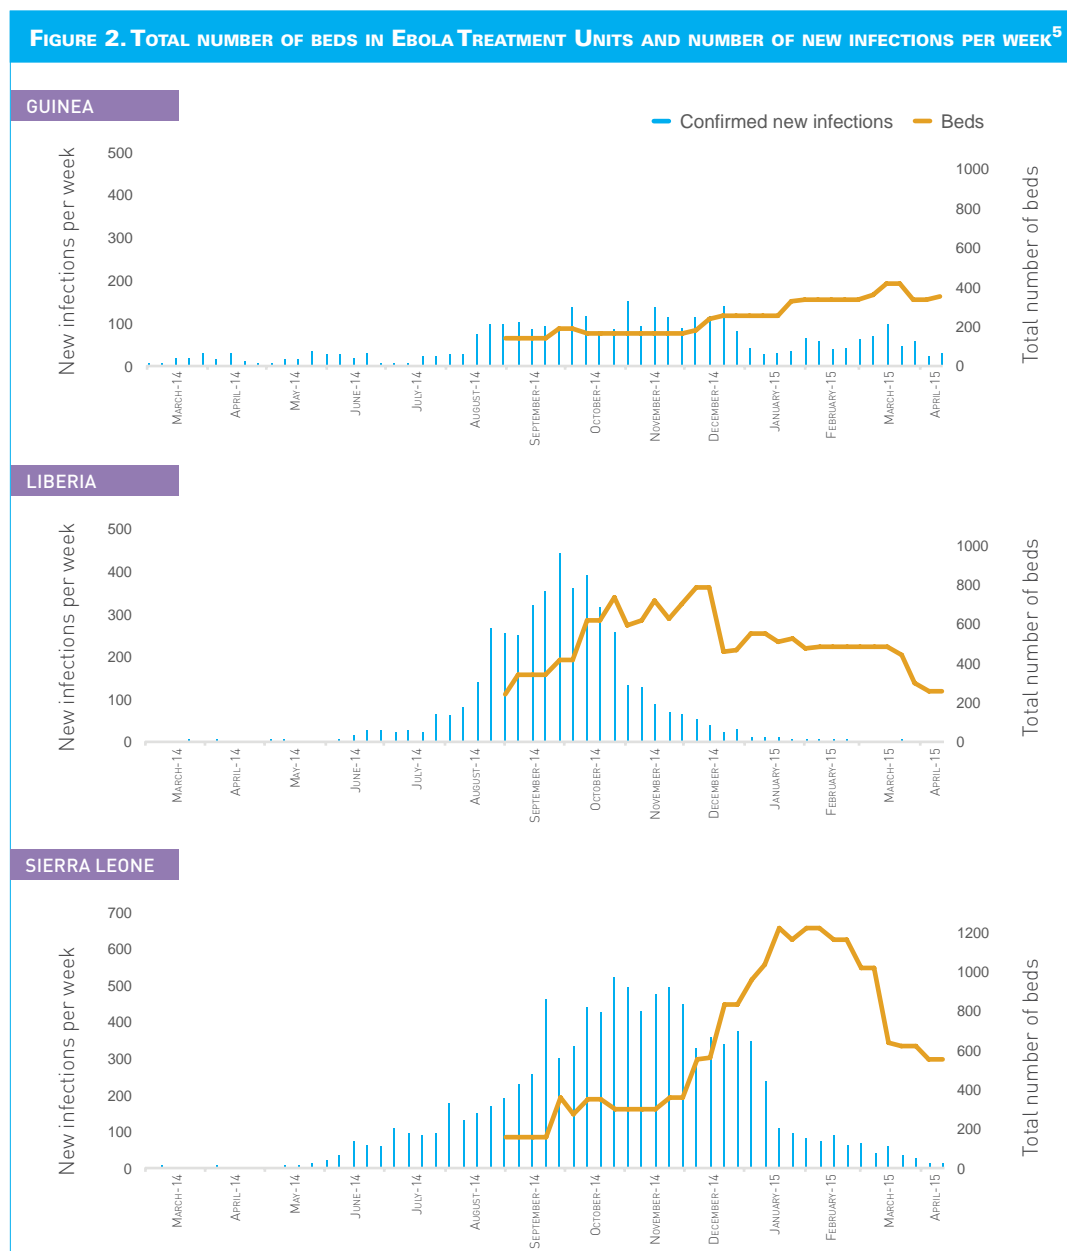 FIGURE 2. TOTAL NUMBER OF BEDS IN EBOLA TREATMENT UNITS AND NUMBER OF NEW INFECTIONS PER WEEK5
GUINEA
Confirmed new infections Beds
New infections per week
500
400
300
200
100
0
1000
800
600
400
200
0
Total number of beds
MARCH-14 APRIL-14 MAY-14 JUNE-14 JULY-14 AUGUST-14 SEPTEMBER-14 OCTOBER-14 NOVEMBER-14 DECEMBER-14 JANUARY-15 FEBRUARY-15 MARCH-15 APRIL-15
LIBERIA
New infections per week
500
400
300
200
100
0
1000
800
600
400
200
0
Total number of beds
MARCH-14 APRIL-14 MAY-14 JUNE-14 JULY-14 AUGUST-14 SEPTEMBER-14 OCTOBER-14 NOVEMBER-14 DECEMBER-14 JANUARY-15 FEBRUARY-15 MARCH-15 APRIL-15
SIERRA LEONE
New infections per week
700
600
500
400
300
200
100
0
1200
1000
800
600
400
200
0
Total number of beds
MARCH-14 APRIL-14 MAY-14 JUNE-14 JULY-14 AUGUST-14 SEPTEMBER-14 OCTOBER-14 NOVEMBER-14 DECEMBER-14 JANUARY-15 FEBRUARY-15 MARCH-15 APRIL-15